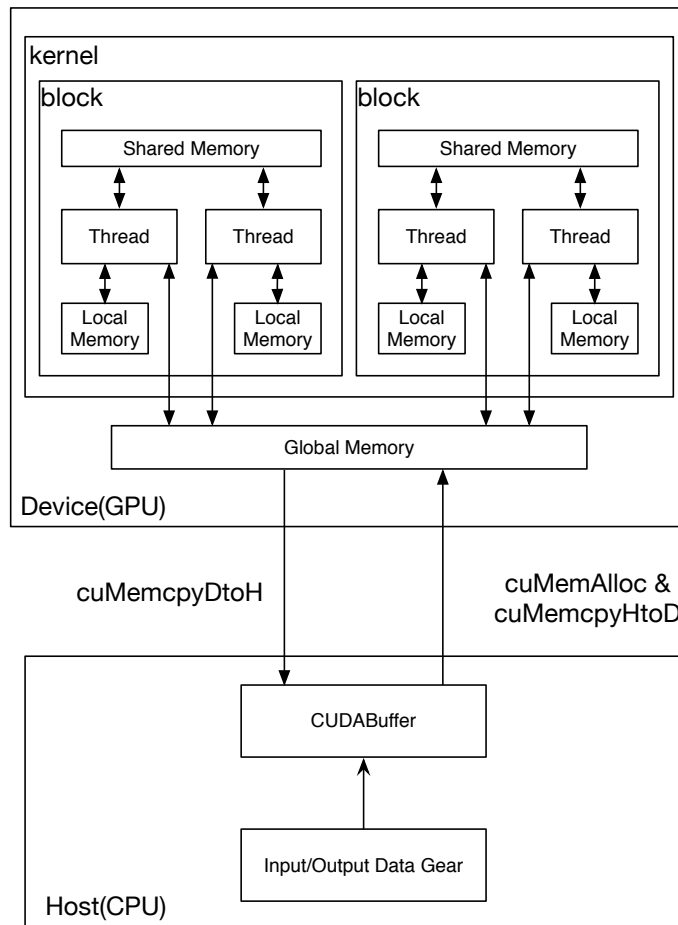 kernel
block
block
Shared Memory
Shared Memory
Thread
Thread
Thread
Thread
Local
Memory
Local
Memory
Local
Memory
Local
Memory
Global Memory
Device(GPU)
cuMemcpyDtoH
cuMemAlloc &
cuMemcpyHtoD
CUDABuffer
Input/Output Data Gear
Host(CPU)